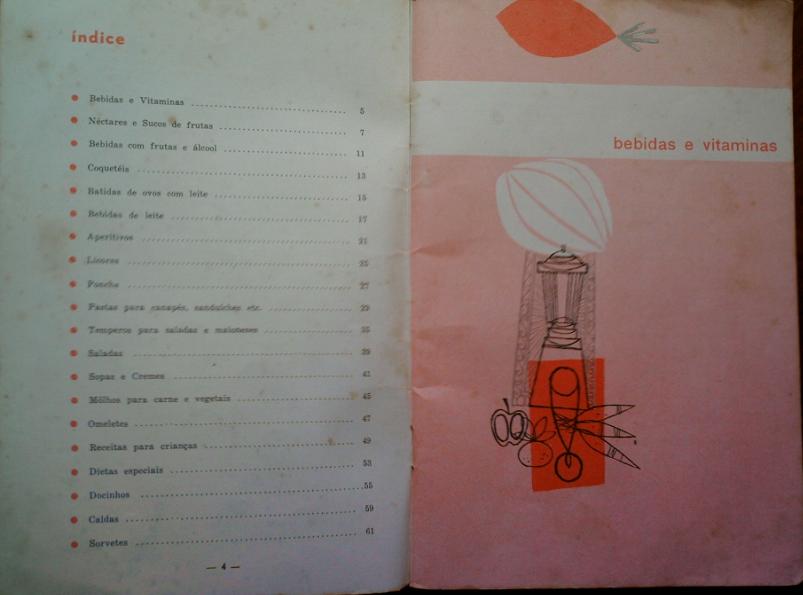 índice
Bebidas e Vitaminas 5
Néctares e Sucos de frutas 7
Bebidas com frutas e álcool 11
Coquetéis 13
Batidas de ovos com leite 15
Bebidas de leite 17
Aperitivos 21
Licores 25
Ponche 27
Pastas para canapés, sanduiches etc. 29
Temperos para saladas e maioneses 35
Saladas 39
Sopas e Cremes 41
Môlhos para carne e vegetais 45
Omeletes 47
Receitas para crianças 49
Dietas especiais 53
Docinhos 55
Caldas 59
Sorvetes 61
— 4 —
bebidas e vitaminas